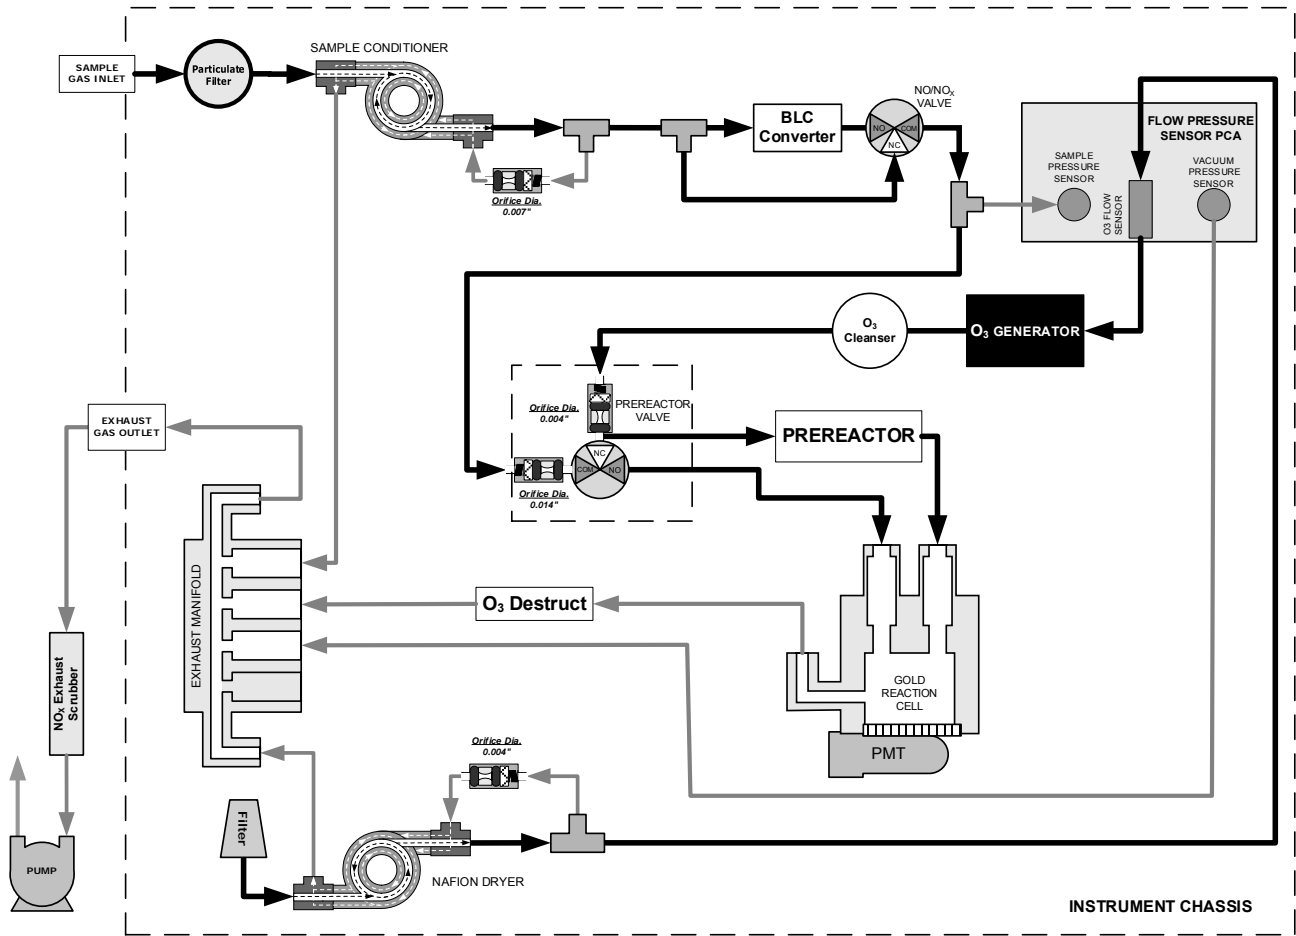 SAMPLE
GAS INLET
Particulate
Filter
SAMPLE CONDITIONER
Orifice Dia.
0.007"
BLC
Converter
NO/NOX
VALVE
NO
COM
NC
FLOW PRESSURE
SENSOR PCA
SAMPLE
PRESSURE
SENSOR
O3 FLOW
SENSOR
VACUUM
PRESSURE
SENSOR
O3 GENERATOR
O3
Cleanser
Orifice Dia.
0.004"
PREREACTOR
VALVE
NC
COM
NO
Orifice Dia.
0.014"
PREREACTOR
EXHAUST
GAS OUTLET
EXHAUST MANIFOLD
O3 Destruct
GOLD
REACTION
CELL
PMT
NOX Exhaust
Scrubber
PUMP
Orifice Dia.
0.004"
Filter
NAFION DRYER
INSTRUMENT CHASSIS